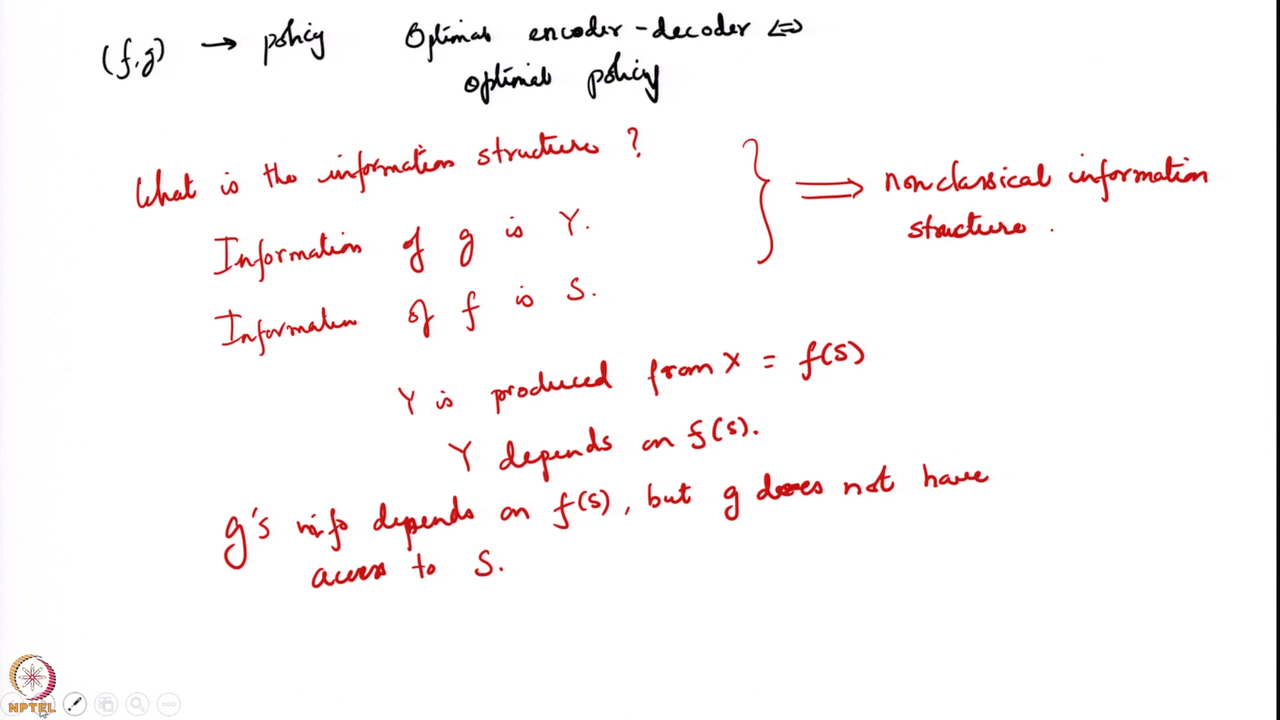 (f,g) → policy Optimal encoder-decoder ⇔
optimal policy
What is the information structure ?
Information of g is Y.
Information of f is S.
} ⟹ nonclassical information
structure.
Y is produced from X = f(S)
Y depends on f(S).
g's info depends on f(S), but g does not have
access to S.
NPTEL